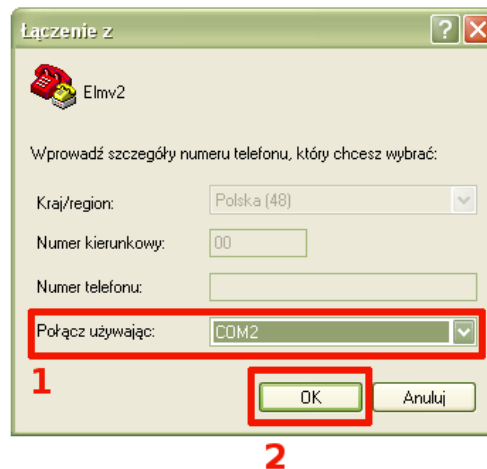 Łączenie z
Elmv2
Wprowadź szczegóły numeru telefonu, który chcesz wybrać:
Kraj/region: Polska (48)
Numer kierunkowy: 00
Numer telefonu:
Połącz używając: COM2
1
OK Anuluj
2